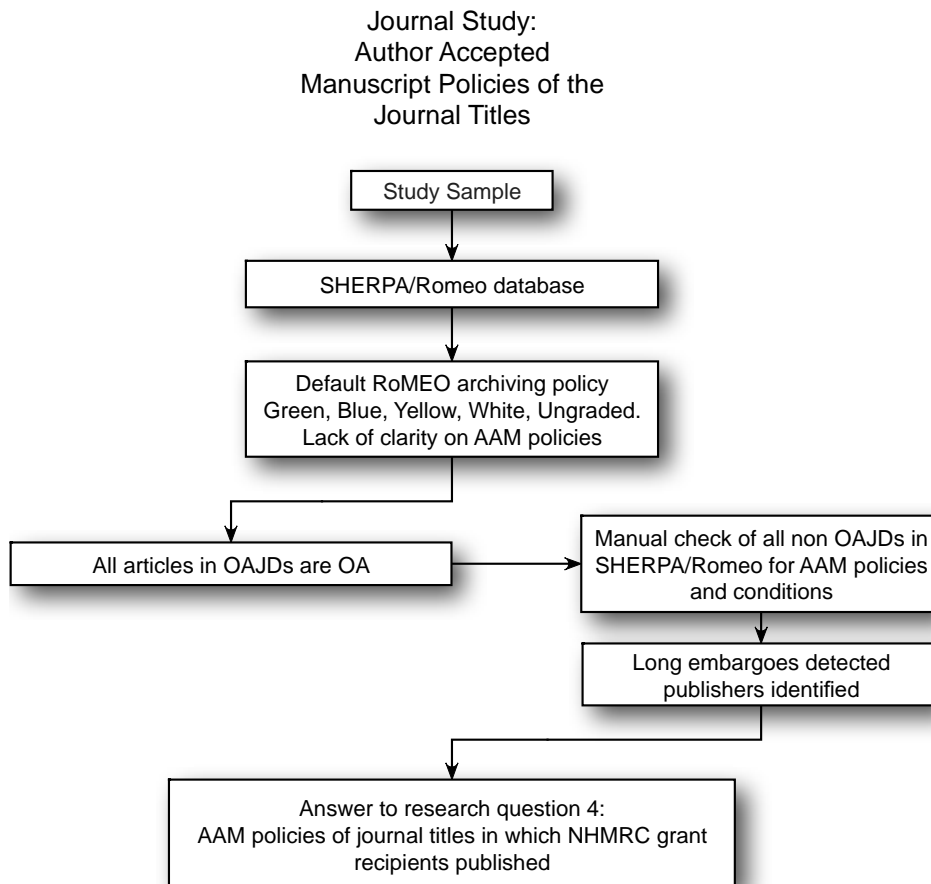 Journal Study:
Author Accepted
Manuscript Policies of the
Journal Titles
Study Sample
SHERPA/Romeo database
Default RoMEO archiving policy
Green, Blue, Yellow, White, Ungraded.
Lack of clarity on AAM policies
All articles in OAJDs are OA
Manual check of all non OAJDs in
SHERPA/Romeo for AAM policies
and conditions
Long embargoes detected
publishers identified
Answer to research question 4:
AAM policies of journal titles in which NHMRC grant
recipients published